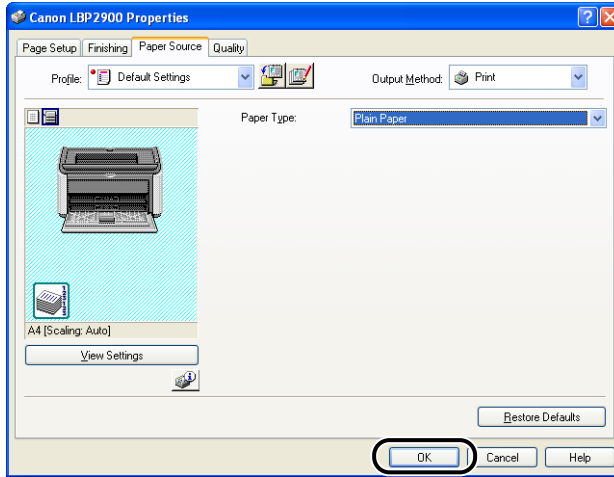 Canon LBP2900 Properties
Page Setup Finishing Paper Source Quality
Profile: Default Settings Output Method: Print
Paper Type: Plain Paper
A4 [Scaling: Auto]
View Settings
Restore Defaults
OK Cancel Help